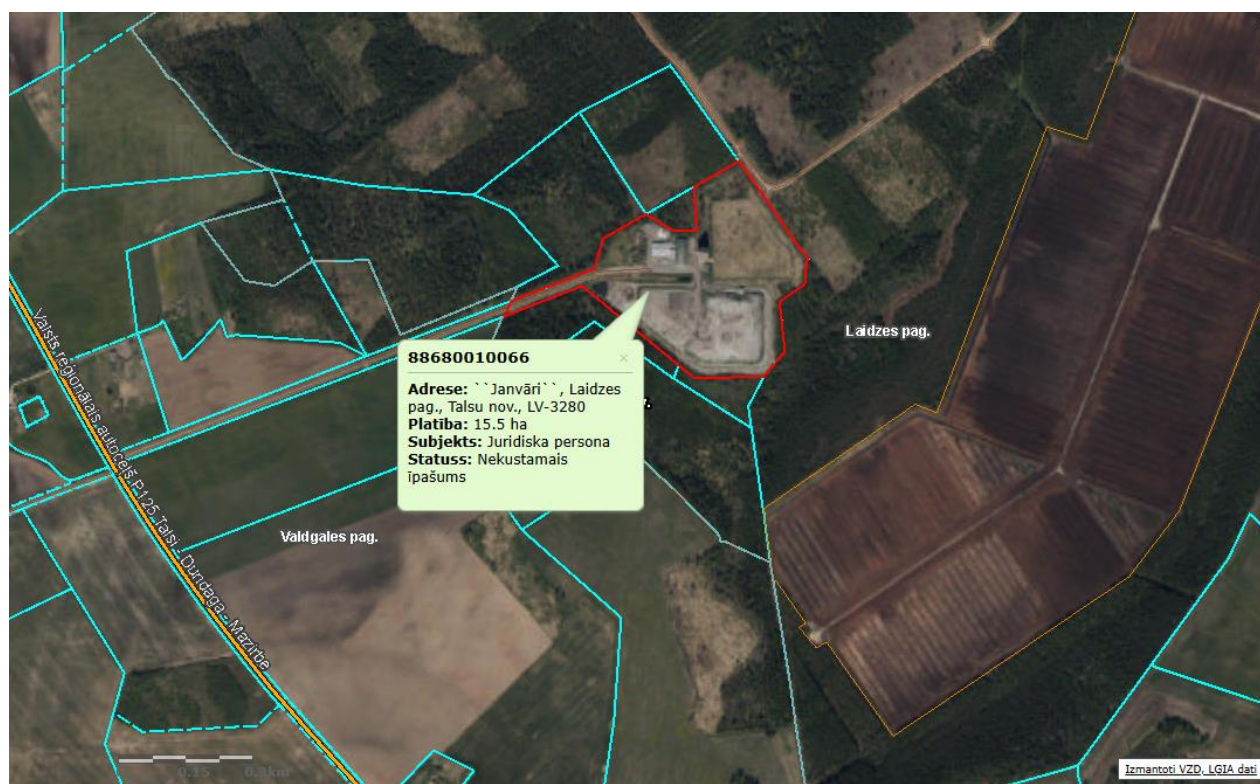 Laidzes pag.
88680010066
×
Adrese: ``Janvāri``, Laidzes
pag., Talsu nov., LV-3280
Platība: 15.5 ha
Subjekts: Juridiska persona
Statuss: Nekustamais
īpašums
Valdgales pag.
Valsts reģionālais autoceļš P125 Talsi - Dundaga - Mazirbe
0.15
0.3km
Izmantoti VZD, LGIA dati